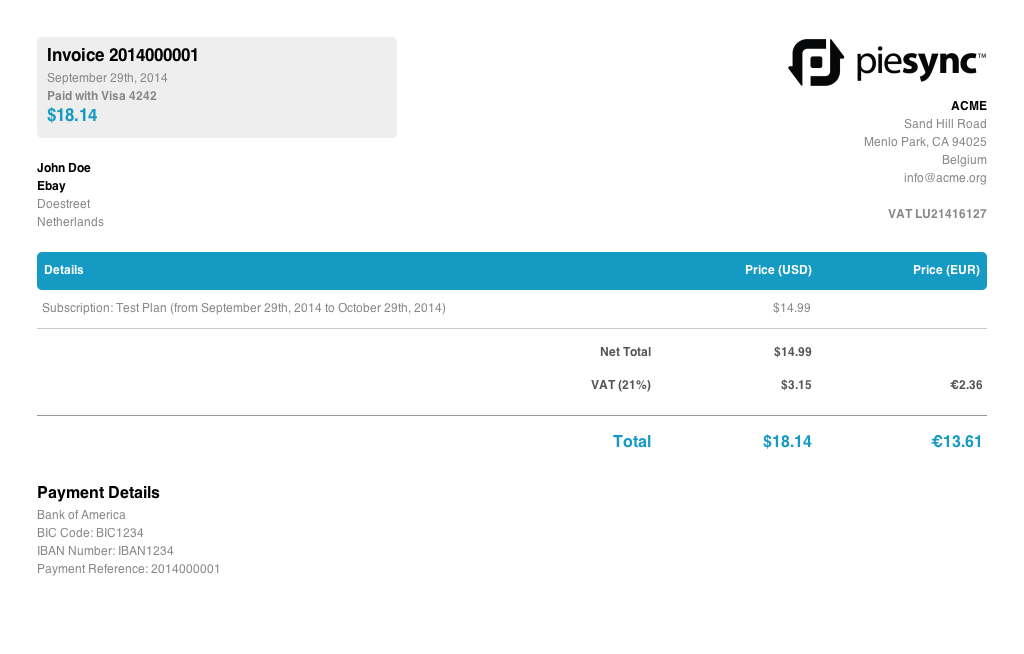 Invoice 2014000001
September 29th, 2014
Paid with Visa 4242
$18.14
piesync™
ACME
Sand Hill Road
Menlo Park, CA 94025
Belgium
info@acme.org
VAT LU21416127
John Doe
Ebay
Doestreet
Netherlands
Details Price (USD) Price (EUR)
Subscription: Test Plan (from September 29th, 2014 to October 29th, 2014) $14.99
Net Total $14.99
VAT (21%) $3.15 €2.36
Total $18.14 €13.61
Payment Details
Bank of America
BIC Code: BIC1234
IBAN Number: IBAN1234
Payment Reference: 2014000001